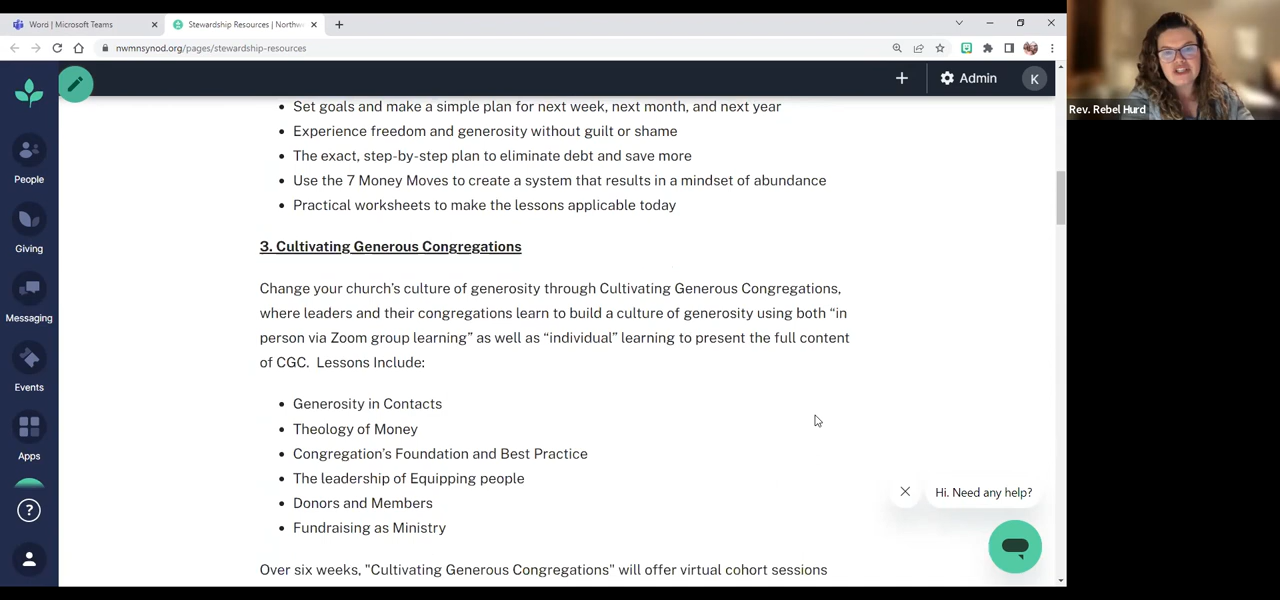 Word | Microsoft Teams
Stewardship Resources | Northwe
nwmnsynod.org/pages/stewardship-resources
Admin
K
Rev. Rebel Hurd
People
Giving
Messaging
Events
Apps
?
• Set goals and make a simple plan for next week, next month, and next year
• Experience freedom and generosity without guilt or shame
• The exact, step-by-step plan to eliminate debt and save more
• Use the 7 Money Moves to create a system that results in a mindset of abundance
• Practical worksheets to make the lessons applicable today
3. Cultivating Generous Congregations
Change your church's culture of generosity through Cultivating Generous Congregations,
where leaders and their congregations learn to build a culture of generosity using both “in
person via Zoom group learning” as well as “individual” learning to present the full content
of CGC. Lessons Include:
• Generosity in Contacts
• Theology of Money
• Congregation's Foundation and Best Practice
• The leadership of Equipping people
• Donors and Members
• Fundraising as Ministry
Over six weeks, "Cultivating Generous Congregations" will offer virtual cohort sessions
Hi. Need any help?